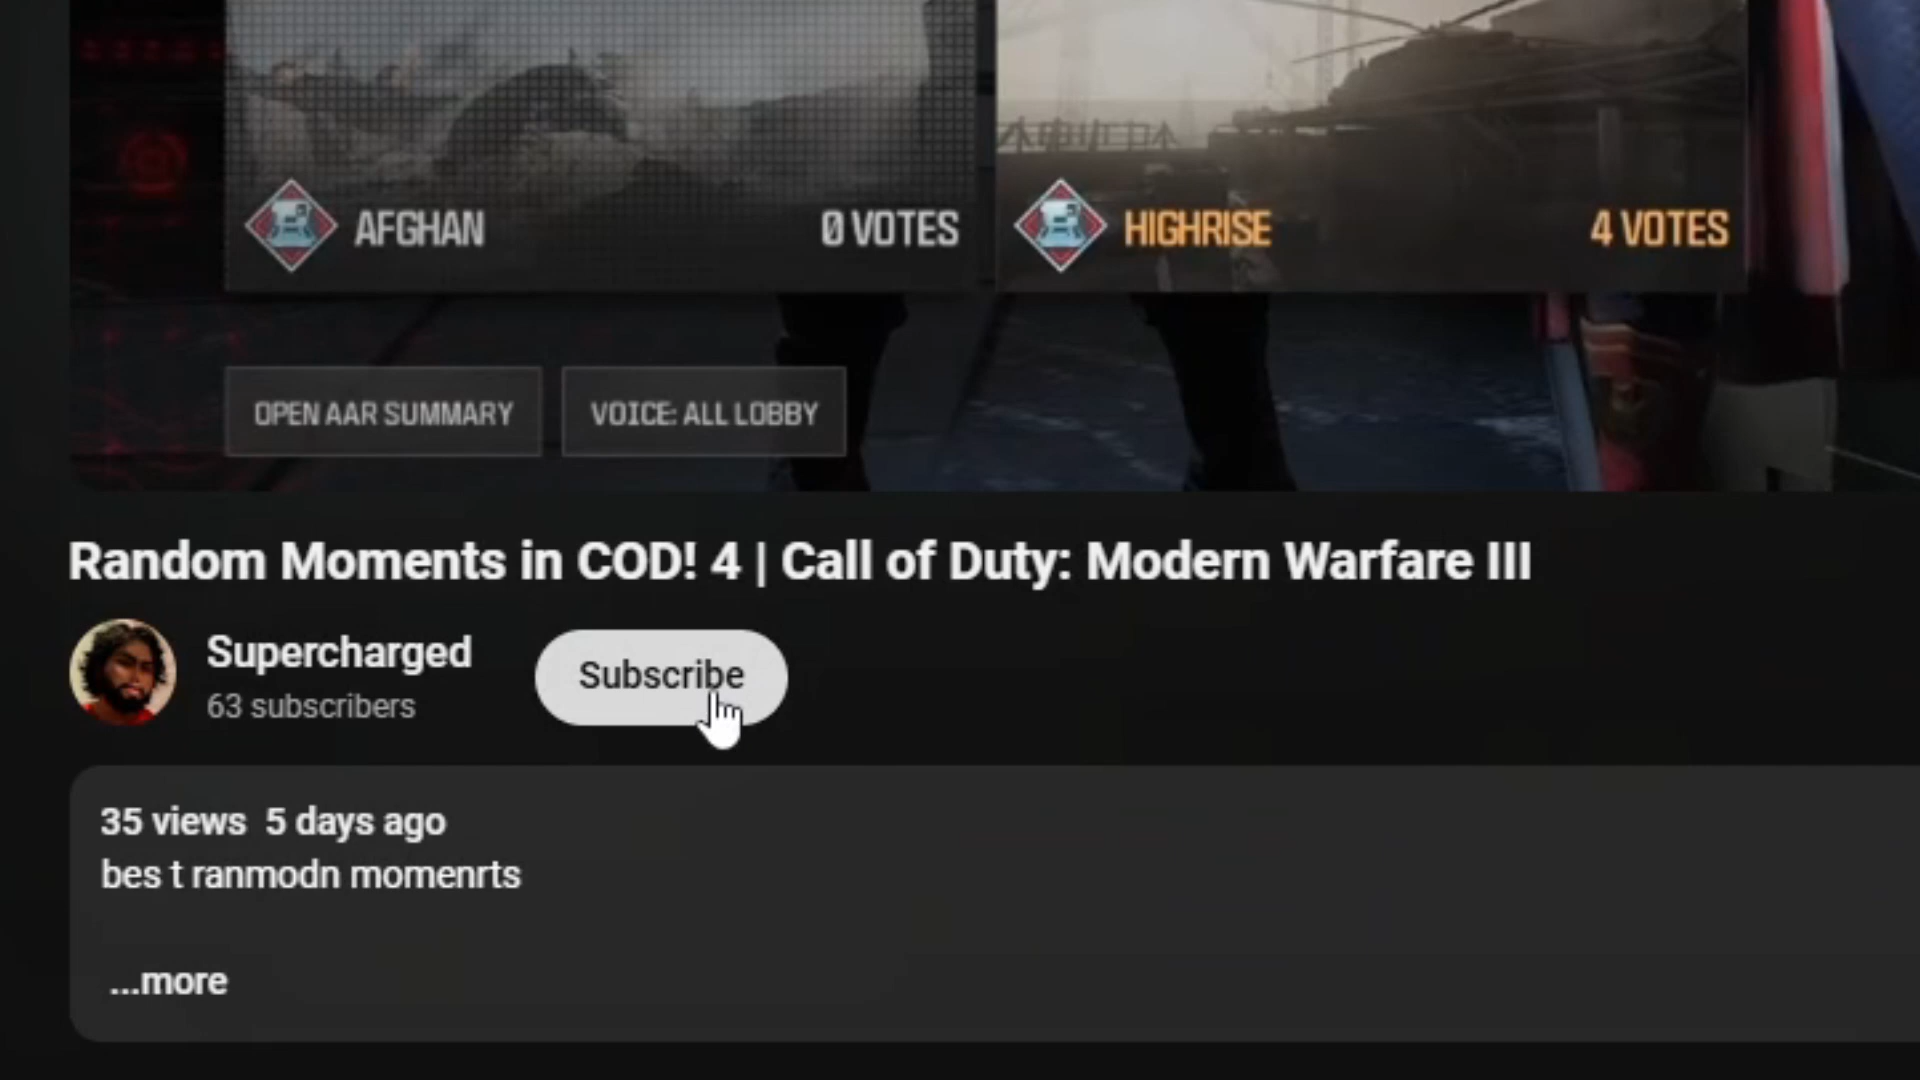 AFGHAN 0 VOTES HIGHRISE 4 VOTES
OPEN AAR SUMMARY VOICE: ALL LOBBY
Random Moments in COD! 4 | Call of Duty: Modern Warfare III
Supercharged
63 subscribers
Subscribe
35 views 5 days ago
bes t ranmodn momenrts
...more